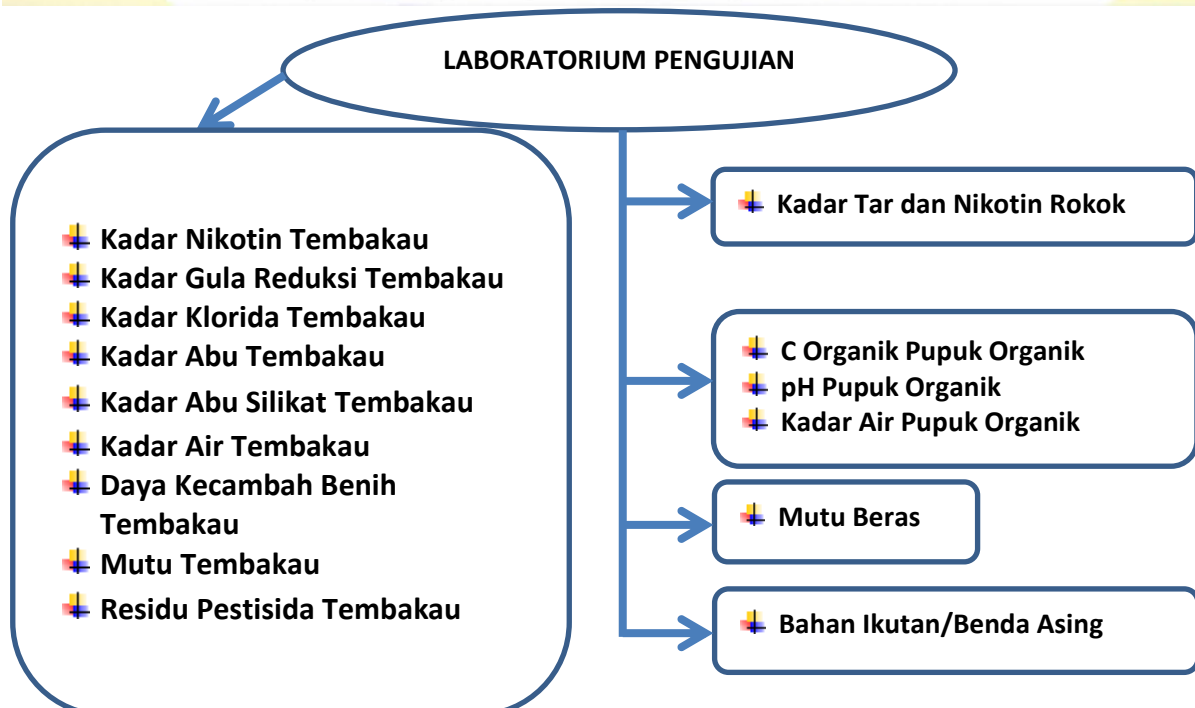 LABORATORIUM PENGUJIAN
Kadar Nikotin Tembakau
Kadar Gula Reduksi Tembakau
Kadar Klorida Tembakau
Kadar Abu Tembakau
Kadar Abu Silikat Tembakau
Kadar Air Tembakau
Daya Kecambah Benih
Tembakau
Mutu Tembakau
Residu Pestisida Tembakau
Kadar Tar dan Nikotin Rokok
C Organik Pupuk Organik
pH Pupuk Organik
Kadar Air Pupuk Organik
Mutu Beras
Bahan Ikutan/Benda Asing